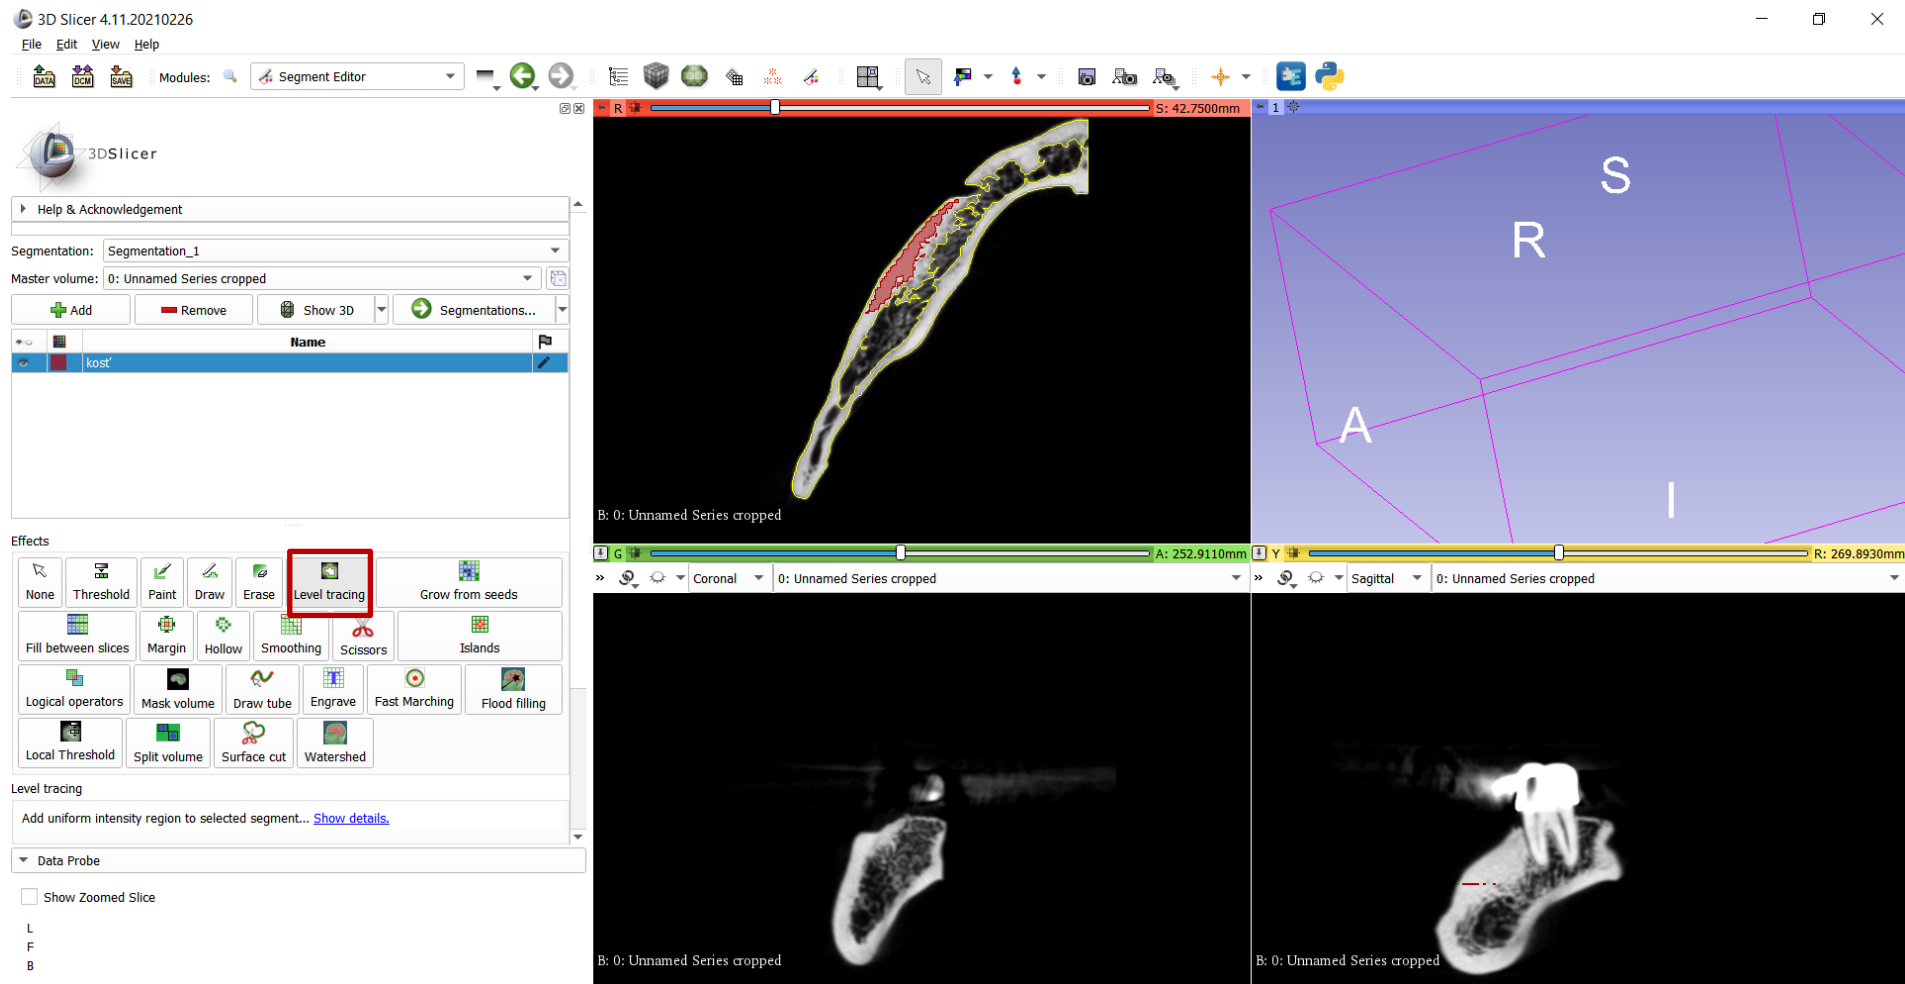 3D Slicer 4.11.20210226
File Edit View Help
DATA DCM SAVE Modules: Segment Editor
R S: 42.7500mm 1
3DSlicer
Help & Acknowledgement
Segmentation: Segmentation_1
Master volume: 0: Unnamed Series cropped
Add Remove Show 3D Segmentations...
Name
kost'
S
R
A
I
B: 0: Unnamed Series cropped
Effects
G A: 252.9110mm Y R: 269.8930mm
» Coronal 0: Unnamed Series cropped » Sagittal 0: Unnamed Series cropped
None Threshold Paint Draw Erase Level tracing Grow from seeds
Fill between slices Margin Hollow Smoothing Scissors Islands
Logical operators Mask volume Draw tube Engrave Fast Marching Flood filling
Local Threshold Split volume Surface cut Watershed
Level tracing
Add uniform intensity region to selected segment... Show details.
Data Probe
Show Zoomed Slice
L
F
B
B: 0: Unnamed Series cropped B: 0: Unnamed Series cropped